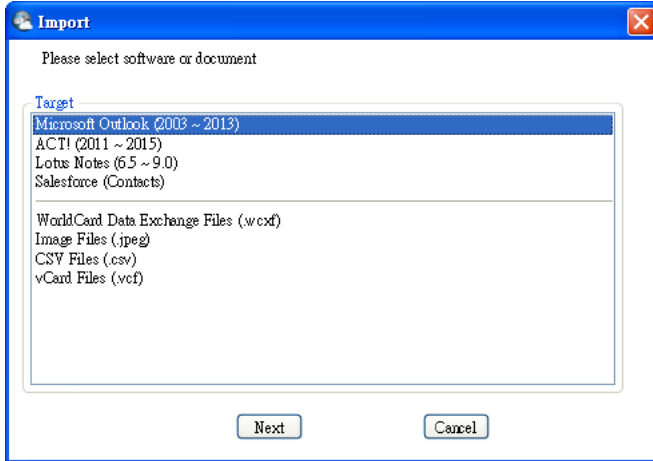 Import
Please select software or document
Target
Microsoft Outlook (2003 ~ 2013)
ACT! (2011 ~ 2015)
Lotus Notes (6.5 ~ 9.0)
Salesforce (Contacts)
WorldCard Data Exchange Files (.wcxf)
Image Files (.jpeg)
CSV Files (.csv)
vCard Files (.vcf)
Next Cancel